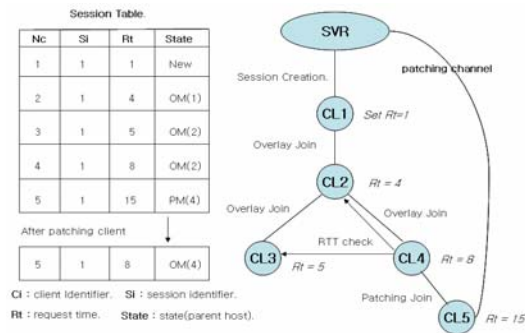 Session Table.
Nc Si Rt State
1 1 1 New
2 1 4 OM(1)
3 1 5 OM(2)
4 1 8 OM(2)
5 1 15 PM(4)
After patching client
5 1 8 OM(4)
Ci : client Identifier. Si : session identifier.
Rt : request time. State : state(parent host).
SVR
patching channel
Session Creation.
CL1 Set Rt=1
Overlay Join
CL2 Rt = 4
Overlay Join
Overlay Join
RTT check
CL3
CL4 Rt = 8
Rt = 5
Patching Join
CL5 Rt = 15